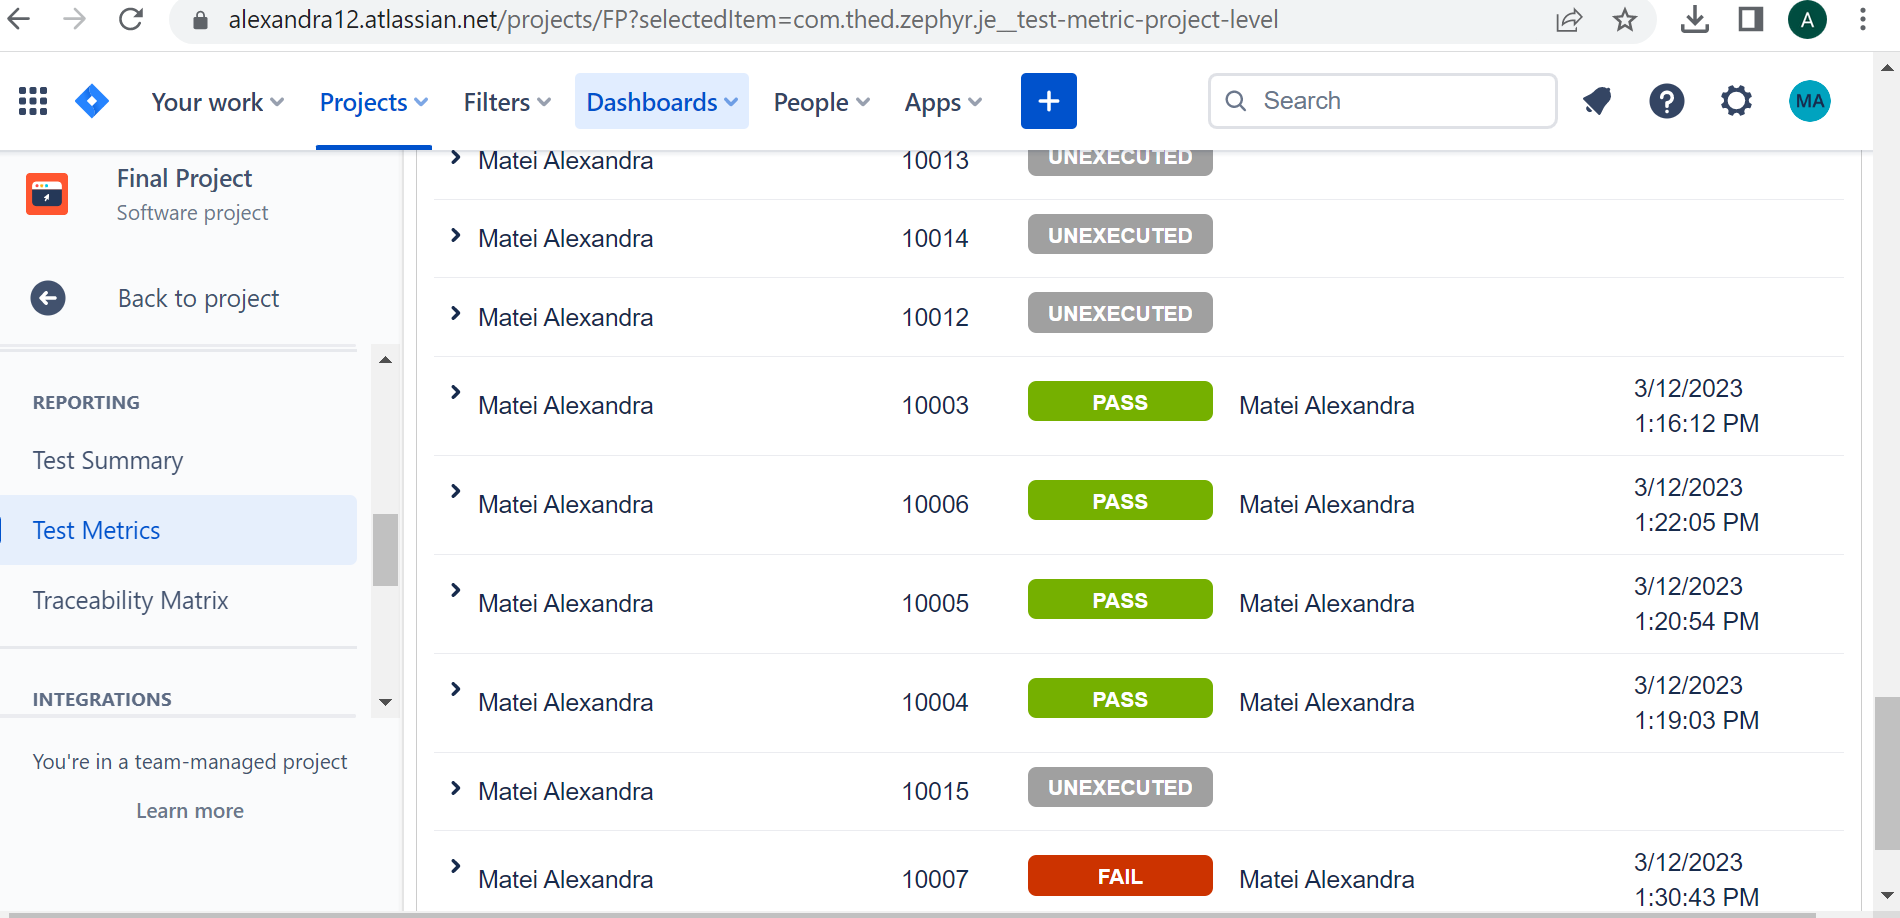 alexandra12.atlassian.net/projects/FP?selectedItem=com.thed.zephyr.je__test-metric-project-level
A
Your work
Projects
Filters
Dashboards
People
Apps
+
Search
?
MA
Final Project
Software project
Back to project
REPORTING
Test Summary
Test Metrics
Traceability Matrix
INTEGRATIONS
You're in a team-managed project
Learn more
Matei Alexandra 10013 UNEXECUTED
Matei Alexandra 10014 UNEXECUTED
Matei Alexandra 10012 UNEXECUTED
Matei Alexandra 10003 PASS Matei Alexandra 3/12/2023
1:16:12 PM
Matei Alexandra 10006 PASS Matei Alexandra 3/12/2023
1:22:05 PM
Matei Alexandra 10005 PASS Matei Alexandra 3/12/2023
1:20:54 PM
Matei Alexandra 10004 PASS Matei Alexandra 3/12/2023
1:19:03 PM
Matei Alexandra 10015 UNEXECUTED
Matei Alexandra 10007 FAIL Matei Alexandra 3/12/2023
1:30:43 PM